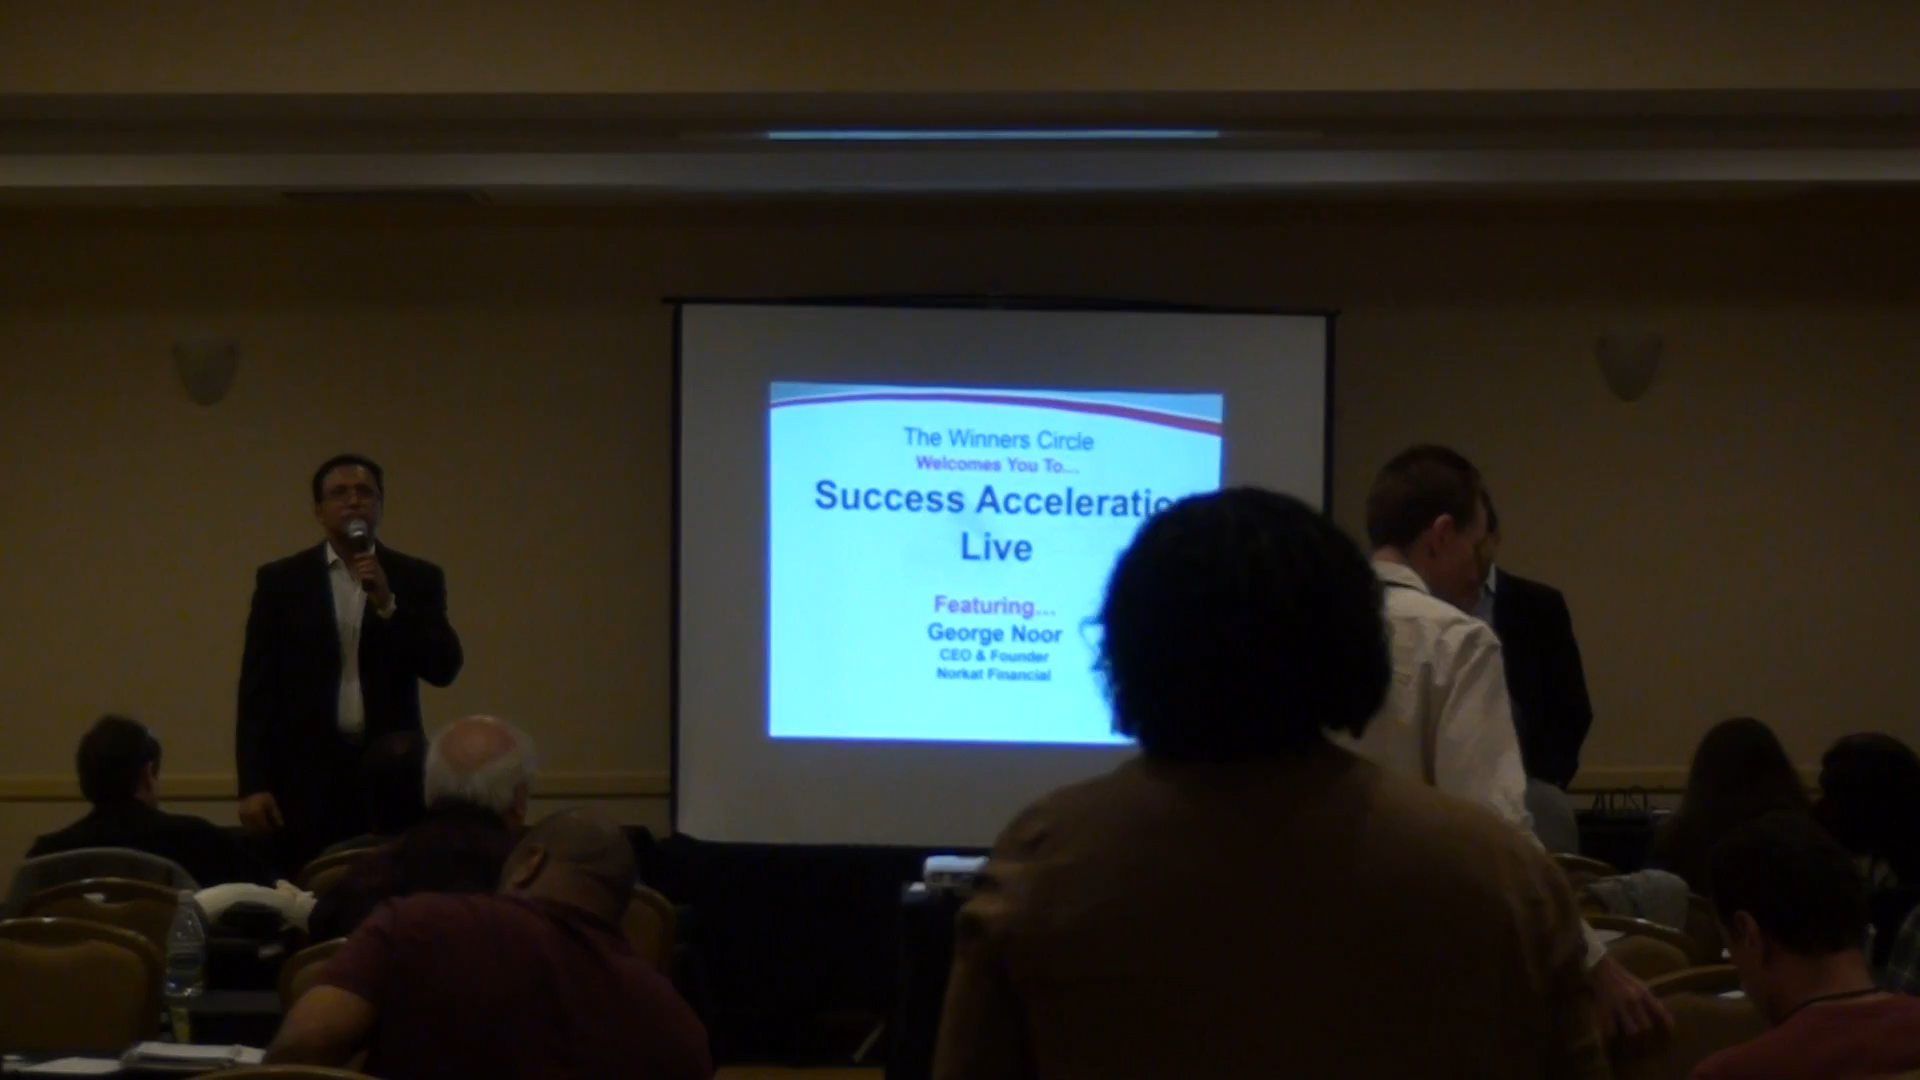 The Winners Circle
Welcomes You To...
Success Acceleratio
Live
Featuring...
George Noor
CEO & Founder
Norkat Financial